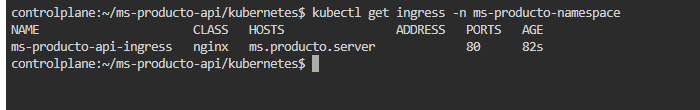 controlplane:~/ms-producto-api/kubernetes$ kubectl get ingress -n ms-producto-namespace
NAME CLASS HOSTS ADDRESS PORTS AGE
ms-producto-api-ingress nginx ms.producto.server 80 82s
controlplane:~/ms-producto-api/kubernetes$